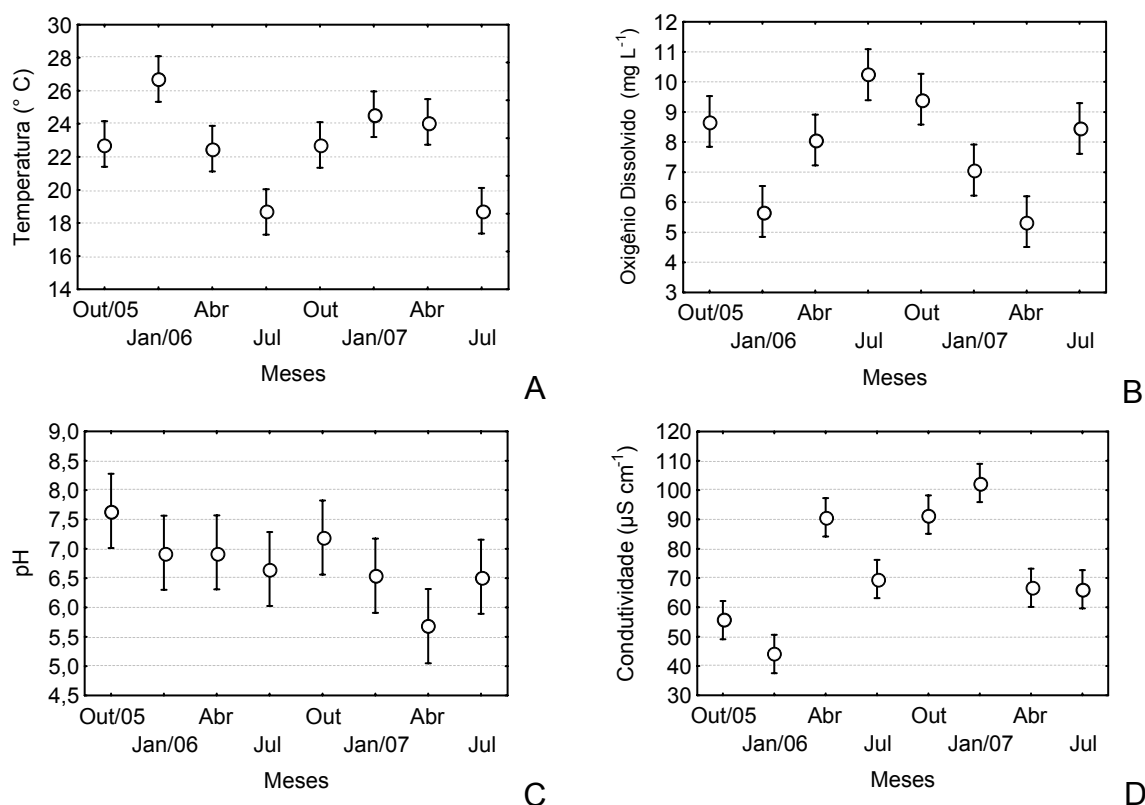 Temperatura (° C)
30
28
26
24
22
20
18
16
14
Out/05 Abr Out Abr
Jan/06 Jul Jan/07 Jul
Meses
A
Oxigênio Dissolvido (mg L⁻¹)
12
11
10
9
8
7
6
5
4
3
Out/05 Abr Out Abr
Jan/06 Jul Jan/07 Jul
Meses
B
pH
9,0
8,5
8,0
7,5
7,0
6,5
6,0
5,5
5,0
4,5
Out/05 Abr Out Abr
Jan/06 Jul Jan/07 Jul
Meses
C
Condutividade (µS cm⁻¹)
120
110
100
90
80
70
60
50
40
30
Out/05 Abr Out Abr
Jan/06 Jul Jan/07 Jul
Meses
D